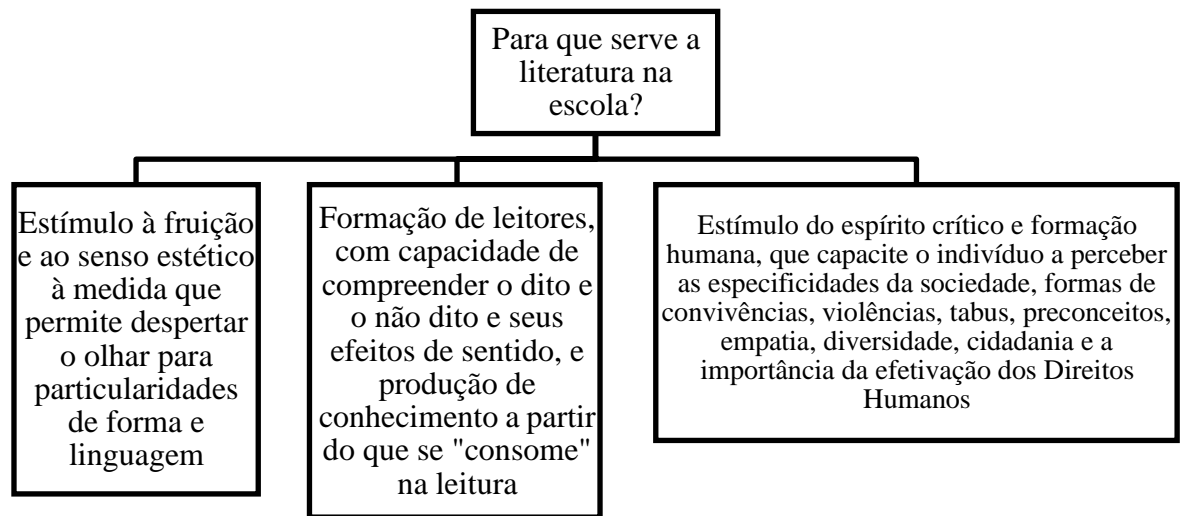 Para que serve a
literatura na
escola?
Estímulo à fruição
e ao senso estético
à medida que
permite despertar
o olhar para
particularidades
de forma e
linguagem
Formação de leitores,
com capacidade de
compreender o dito e
o não dito e seus
efeitos de sentido, e
produção de
conhecimento a partir
do que se "consome"
na leitura
Estímulo do espírito crítico e formação
humana, que capacite o indivíduo a perceber
as especificidades da sociedade, formas de
convivências, violências, tabus, preconceitos,
empatia, diversidade, cidadania e a
importância da efetivação dos Direitos
Humanos